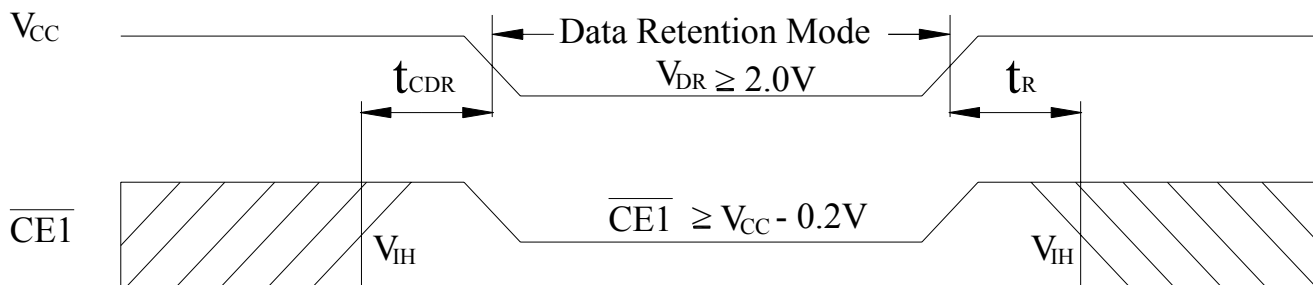 VCC
Data Retention Mode
tCDR
VDR ≥ 2.0V
tR
CE1
CE1 ≥ VCC - 0.2V
VIH
VIH